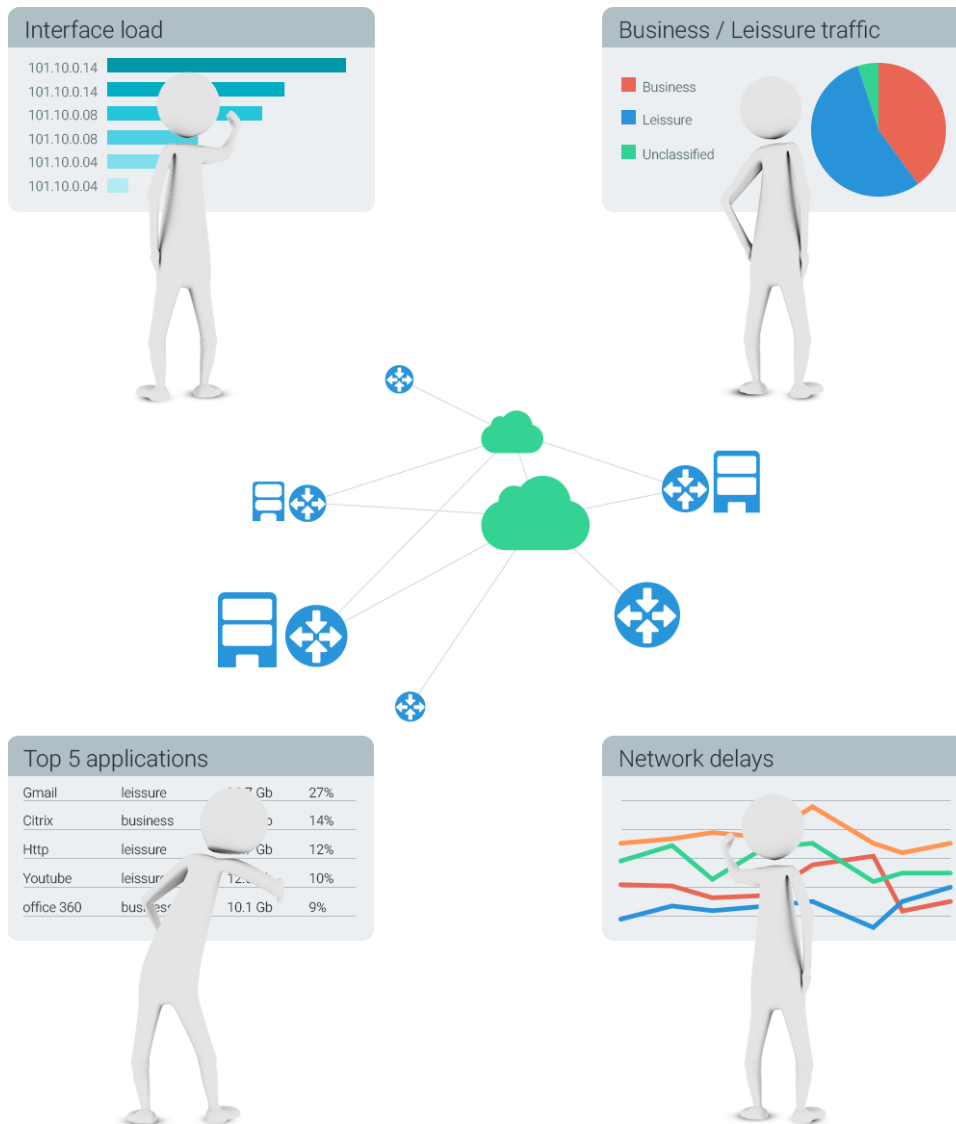 Interface load
101.10.0.14
101.10.0.14
101.10.0.08
101.10.0.08
101.10.0.04
101.10.0.04
Business / Leissure traffic
Business
Leissure
Unclassified
Top 5 applications
Gmail leissure Gb 27%
Citrix business 14%
Http leissure Gb 12%
Youtube 10%
office 360 business 10.1 Gb 9%
Network delays